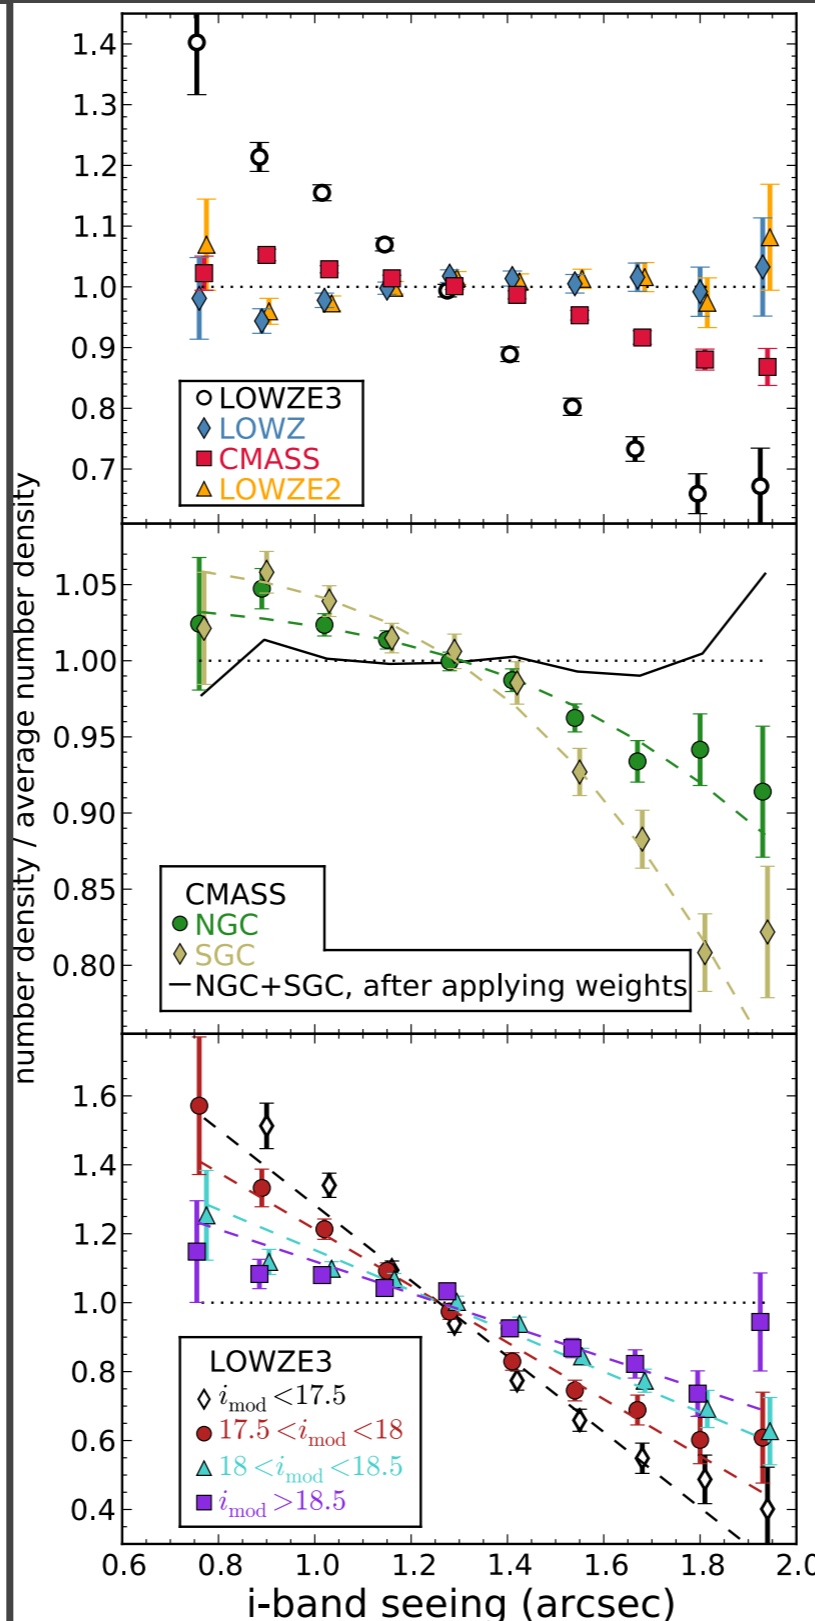 1.4
1.3
1.2
1.1
1.0
0.9
0.8
0.7
LOWZE3
LOWZ
CMASS
LOWZE2
number density / average number density
1.05
1.00
0.95
0.90
0.85
0.80
CMASS
NGC
SGC
NGC+SGC, after applying weights
1.6
1.4
1.2
1.0
0.8
0.6
0.4
LOWZE3
i_mod <17.5
17.5 <i_mod <18
18 <i_mod <18.5
i_mod >18.5
0.6 0.8 1.0 1.2 1.4 1.6 1.8 2.0
i-band seeing (arcsec)